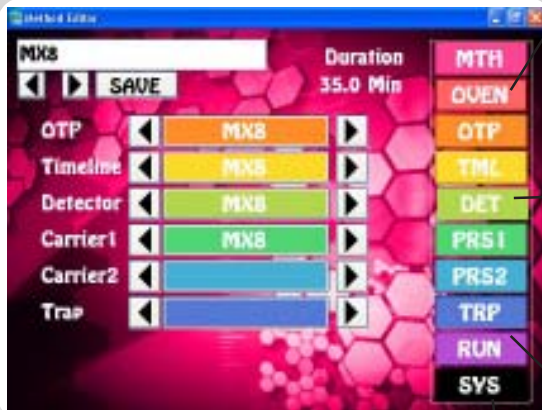 Method Editor
MX8
SAVE
Duration
35.0 Min
OTP MX8
Timeline MX8
Detector MX8
Carrier1 MX8
Carrier2
Trap
MTH
OVEN
OTP
TML
DET
PRS1
PRS2
TRP
RUN
SYS